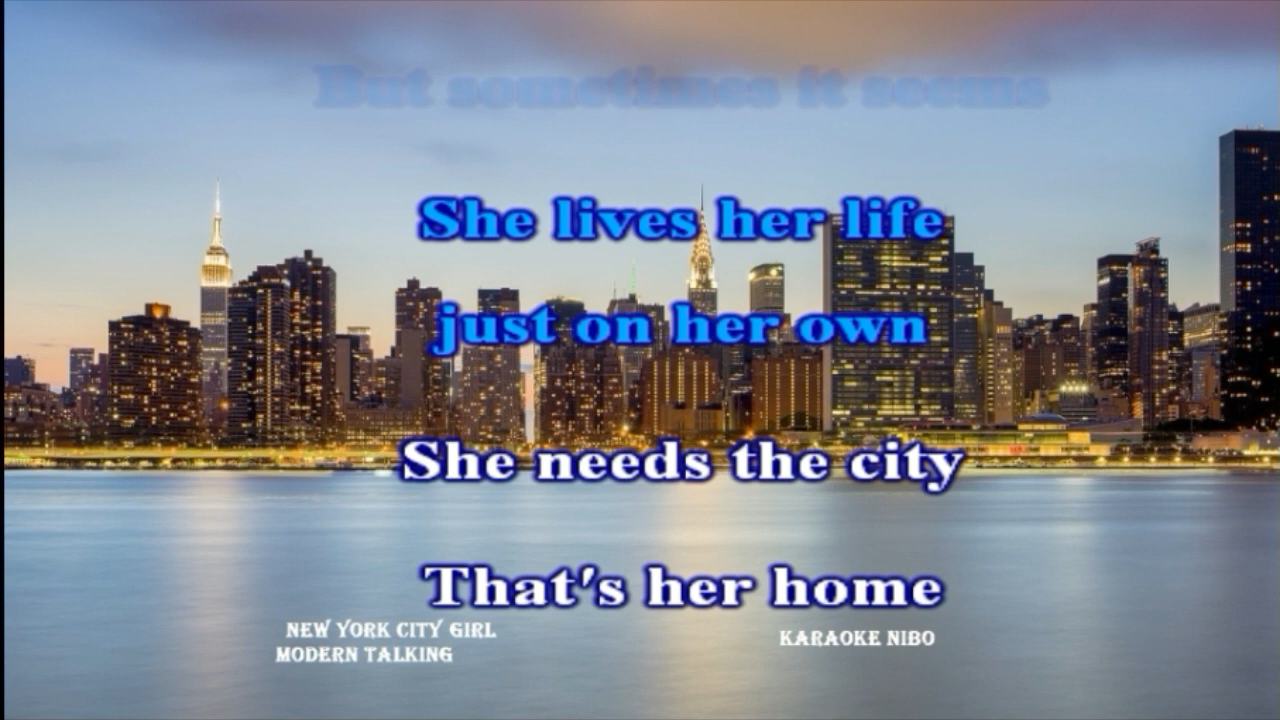 But sometimes it seems
She lives her life
just on her own
She needs the city
That's her home
NEW YORK CITY GIRL
MODERN TALKING
KARAOKE NIBO